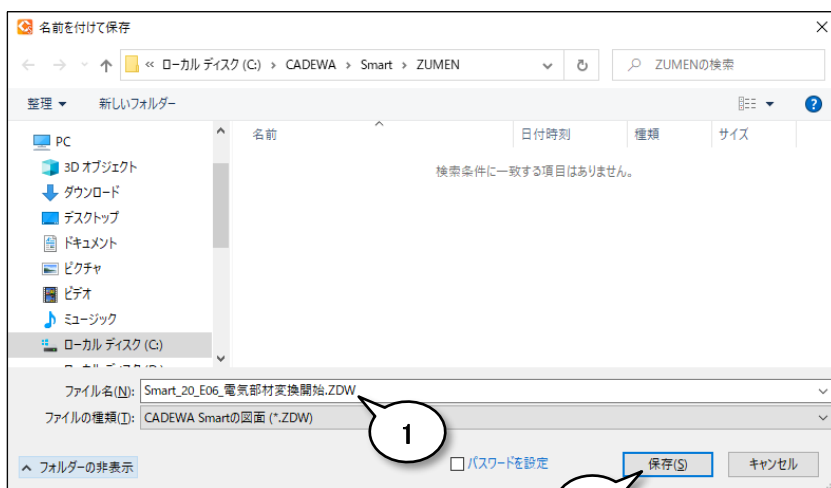 名前を付けて保存
« ローカル ディスク (C:) › CADEWA › Smart › ZUMEN
ZUMENの検索
整理 新しいフォルダー
PC
3D オブジェクト
ダウンロード
デスクトップ
ドキュメント
ピクチャ
ビデオ
ミュージック
ローカル ディスク (C:)
名前 日付時刻 種類 サイズ
検索条件に一致する項目はありません。
ファイル名(N): Smart_20_E06_電気部材変換開始.ZDW
ファイルの種類(T): CADEWA Smartの図面 (*.ZDW)
1
フォルダーの非表示
パスワードを設定
保存(S)
キャンセル